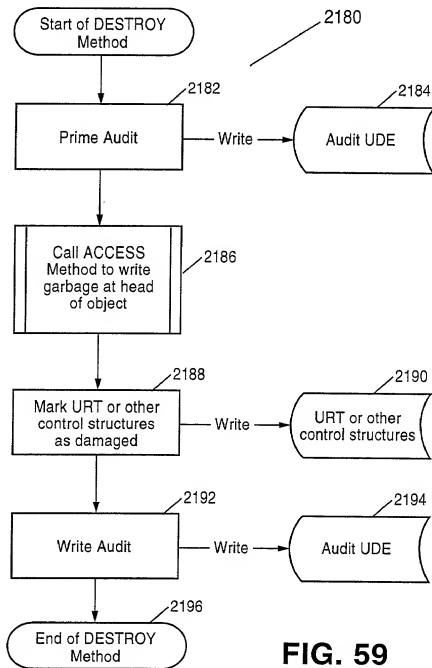 Start of DESTROY
Method
2180
2182
2184
Prime Audit
Write
Audit UDE
Call ACCESS
Method to write
garbage at head
of object
2186
2188
2190
Mark URT or other
control structures
as damaged
Write
URT or other
control structures
2192
2194
Write Audit
Write
Audit UDE
2196
End of DESTROY
Method
FIG. 59